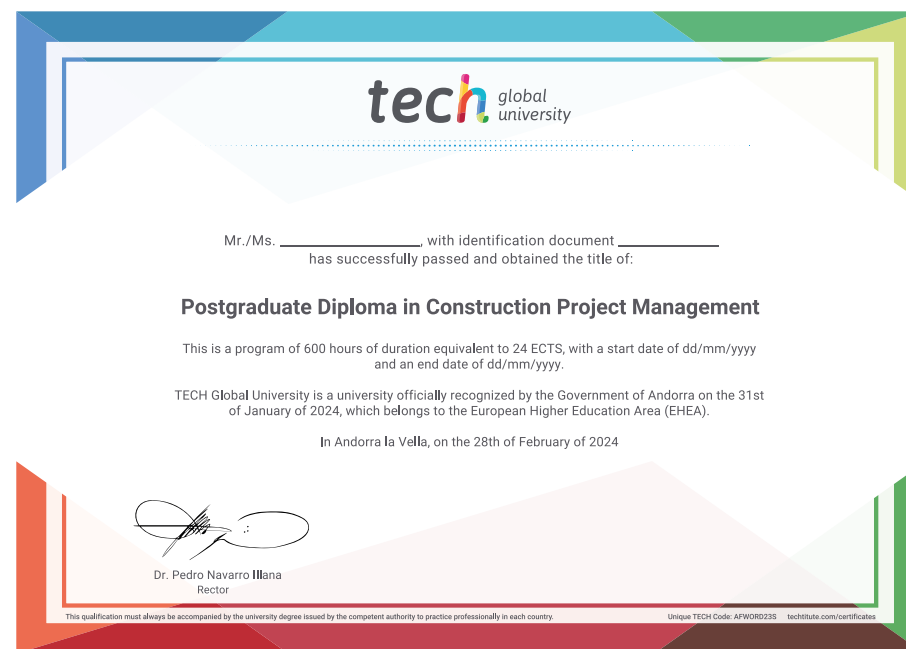 tech global
university
Mr./Ms. ____________, with identification document ____________
has successfully passed and obtained the title of:
Postgraduate Diploma in Construction Project Management
This is a program of 600 hours of duration equivalent to 24 ECTS, with a start date of dd/mm/yyyy
and an end date of dd/mm/yyyy.
TECH Global University is a university officially recognized by the Government of Andorra on the 31st
of January of 2024, which belongs to the European Higher Education Area (EHEA).
In Andorra la Vella, on the 28th of February of 2024
Dr. Pedro Navarro Illana
Rector
This qualification must always be accompanied by the university degree issued by the competent authority to practice professionally in each country. Unique TECH Code: AFWORD23S techtitute.com/certificates